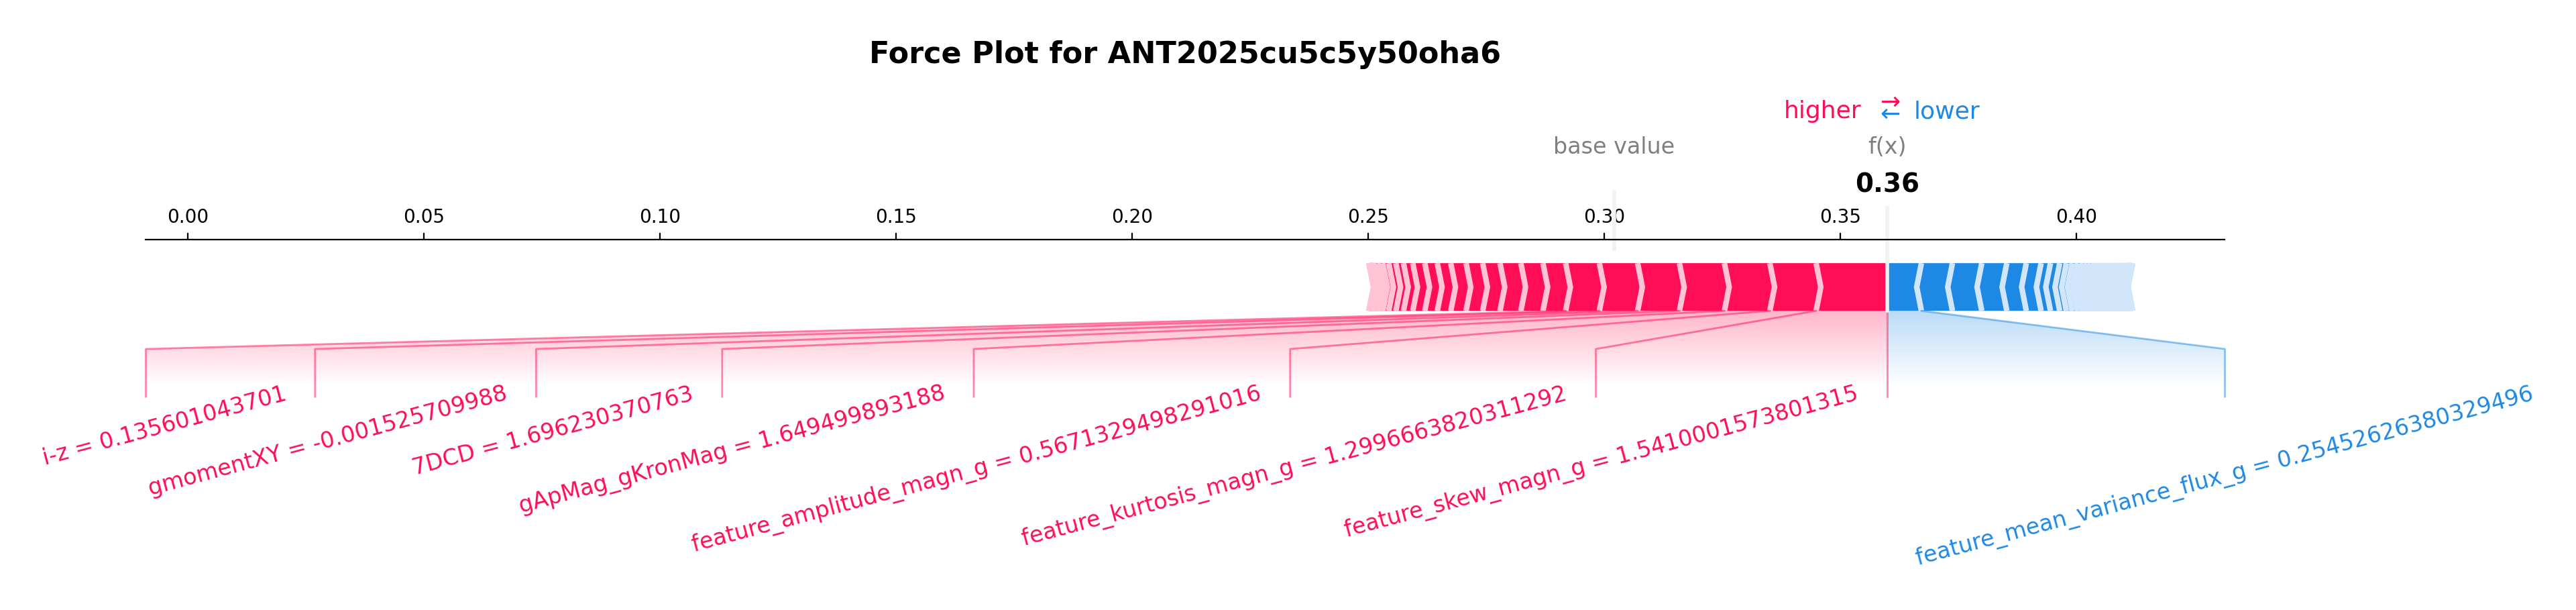 Force Plot for ANT2025cu5c5y50oha6
higher ⇄ lower
base value
f(x)
0.36
0.00 0.05 0.10 0.15 0.20 0.25 0.30 0.35 0.40
i-z = 0.135601043701
gmomentXY = -0.001525709988
7DCD = 1.696230370763
gApMag_gKronMag = 1.649499893188
feature_amplitude_magn_g = 0.5671329498291016
feature_kurtosis_magn_g = 1.2996663820311292
feature_skew_magn_g = 1.5410001573801315
feature_mean_variance_flux_g = 0.25452626380329496